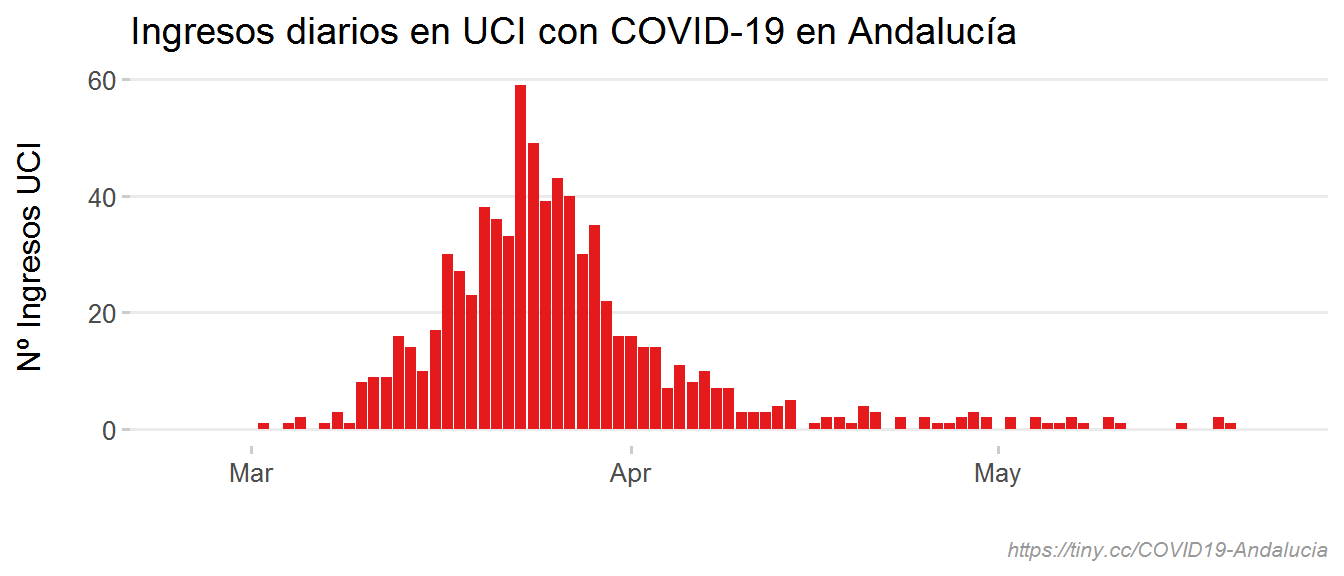 Ingresos diarios en UCI con COVID-19 en Andalucía
Nº Ingresos UCI
60
40
20
0
Mar Apr May
https://tiny.cc/COVID19-Andalucia